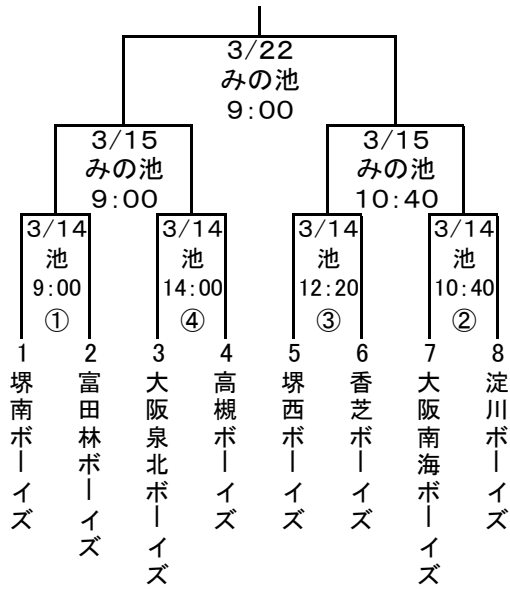 3/22
みの池
9:00
3/15
みの池
9:00
3/15
みの池
10:40
3/14
池
9:00
①
3/14
池
14:00
④
3/14
池
12:20
③
3/14
池
10:40
②
1
堺南ボーイズ
2
富田林ボーイズ
3
大阪泉北ボーイズ
4
高槻ボーイズ
5
堺西ボーイズ
6
香芝ボーイズ
7
大阪南海ボーイズ
8
淀川ボーイズ